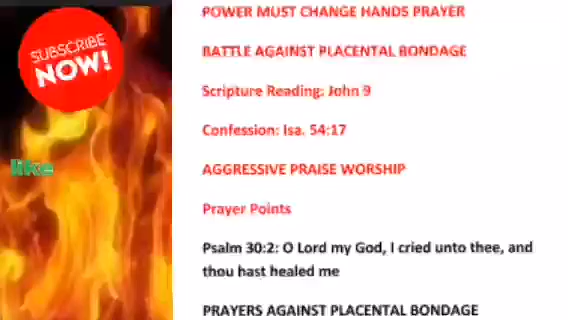 SUBSCRIBE
NOW!
like
POWER MUST CHANGE HANDS PRAYER
BATTLE AGAINST PLACENTAL BONDAGE
Scripture Reading: John 9
Confession: Isa. 54:17
AGGRESSIVE PRAISE WORSHIP
Prayer Points
Psalm 30:2: O Lord my God, I cried unto thee, and
thou hast healed me
PRAYERS AGAINST PLACENTAL BONDAGE